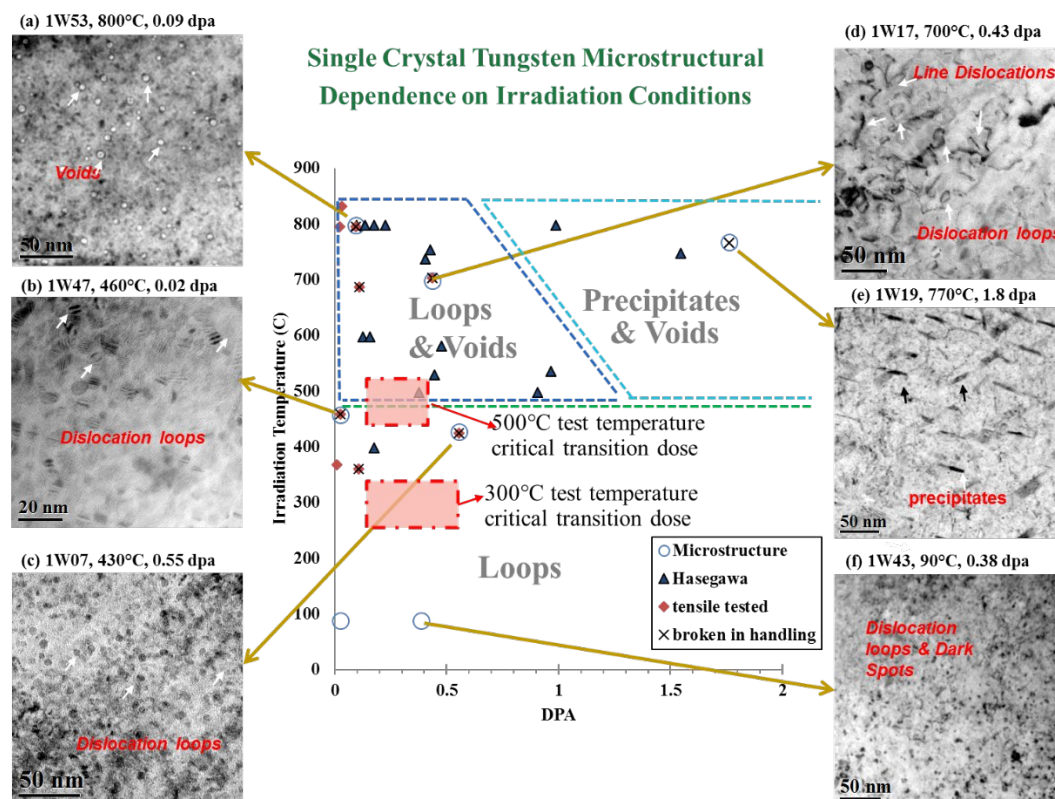 (a) 1W53, 800°C, 0.09 dpa
Voids
50 nm
(b) 1W47, 460°C, 0.02 dpa
Dislocation loops
20 nm
(c) 1W07, 430°C, 0.55 dpa
Dislocation loops
50 nm
Single Crystal Tungsten Microstructural
Dependence on Irradiation Conditions
Irradiation Temperature (C)
900
800
700
600
500
400
300
200
100
0
0
0.5
1
1.5
2
DPA
Loops
& Voids
Precipitates
& Voids
500°C test temperature
critical transition dose
300°C test temperature
critical transition dose
Loops
Microstructure
Hasegawa
tensile tested
broken in handling
(d) 1W17, 700°C, 0.43 dpa
Line Dislocations
Dislocation loops
50 nm
(e) 1W19, 770°C, 1.8 dpa
precipitates
50 nm
(f) 1W43, 90°C, 0.38 dpa
Dislocation
loops & Dark
Spots
50 nm